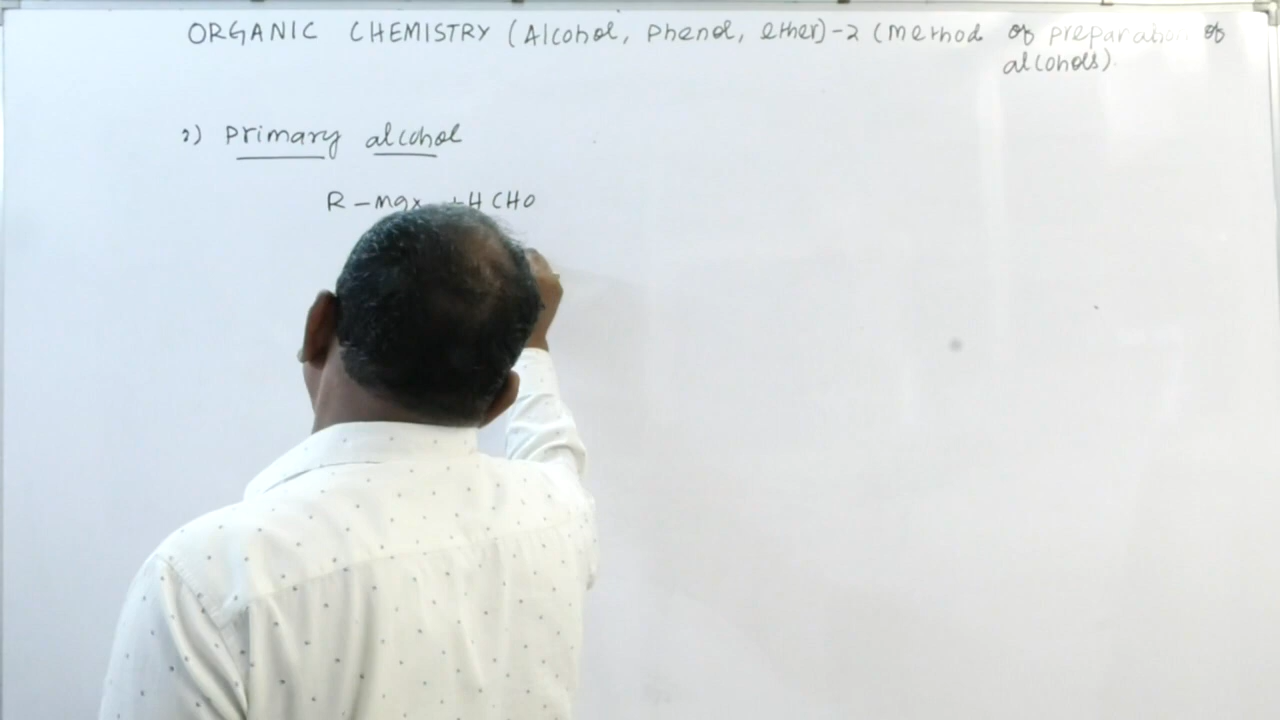 ORGANIC CHEMISTRY (Alcohol, Phenol, ether)-2 (method of preparation of
alcohols).
1) Primary alcohol
R-mgx + HCHO